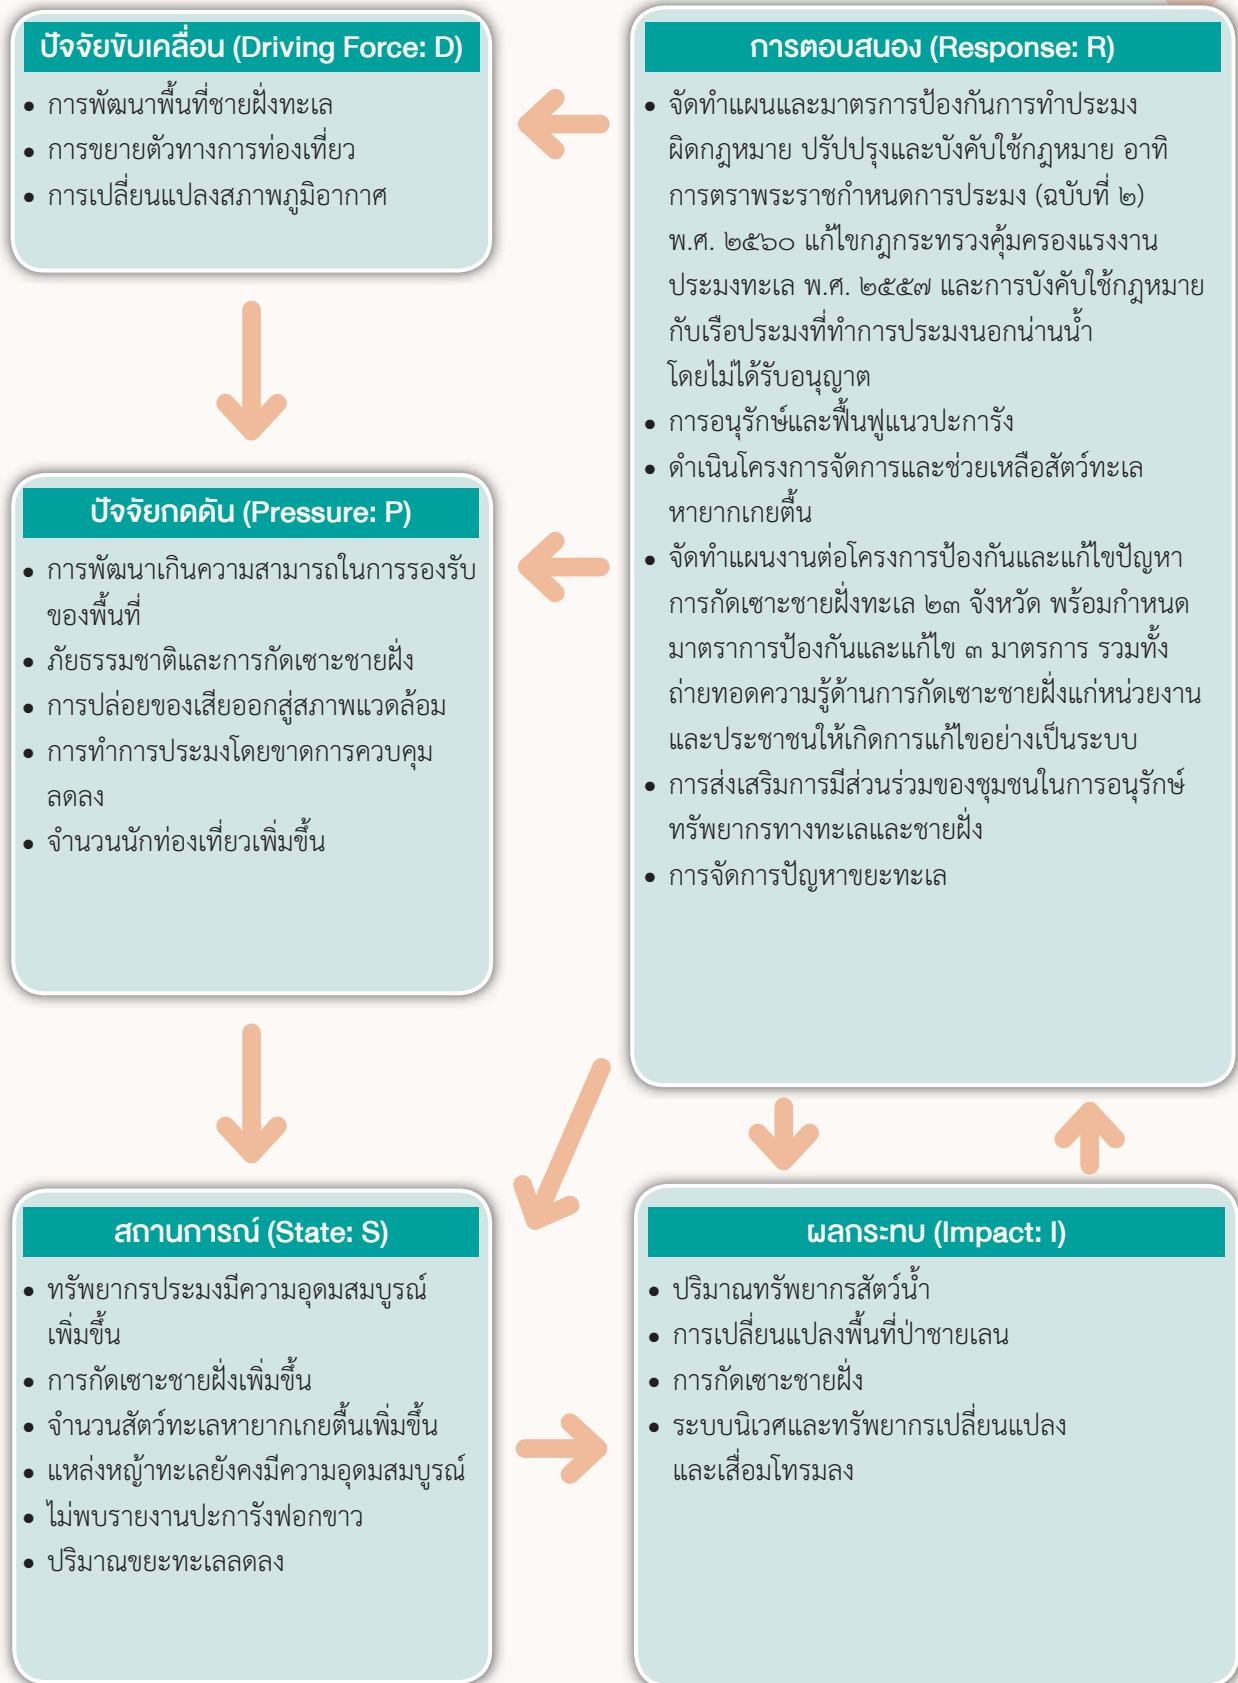 ปัจจัยขับเคลื่อน (Driving Force: D)
• การพัฒนาพื้นที่ชายฝั่งทะเล
• การขยายตัวทางการท่องเที่ยว
• การเปลี่ยนแปลงสภาพภูมิอากาศ
ปัจจัยกดดัน (Pressure: P)
• การพัฒนาเกินความสามารถในการรองรับ
ของพื้นที่
• ภัยธรรมชาติและการกัดเซาะชายฝั่ง
• การปล่อยของเสียออกสู่สภาพแวดล้อม
• การทำการประมงโดยขาดการควบคุม
ลดลง
• จำนวนนักท่องเที่ยวเพิ่มขึ้น
สถานการณ์ (State: S)
• ทรัพยากรประมงมีความอุดมสมบูรณ์
เพิ่มขึ้น
• การกัดเซาะชายฝั่งเพิ่มขึ้น
• จำนวนสัตว์ทะเลหายากเกยตื้นเพิ่มขึ้น
• แหล่งหญ้าทะเลยังคงมีความอุดมสมบูรณ์
• ไม่พบรายงานปะการังฟอกขาว
• ปริมาณขยะทะเลลดลง
การตอบสนอง (Response: R)
• จัดทำแผนและมาตรการป้องกันการทำประมง
ผิดกฎหมาย ปรัปปรุงและบังคับใช้กฎหมาย อาทิ
การตราพระราชกำหนดการประมง (ฉบับที่ ๒)
พ.ศ. ๒๕๖๐ แก้ไขกฎกระทรวงคุ้มครองแรงงาน
ประมงทะเล พ.ศ. ๒๕๕๗ และการบังคับใช้กฎหมาย
กับเรือประมงที่ทำการประมงนอกน่านน้ำ
โดยไม่ได้รับอนุญาต
• การอนุรักษ์และฟื้นฟูแนวปะการัง
• ดำเนินโครงการจัดการและช่วยเหลือสัตว์ทะเล
หายากเกยตื้น
• จัดทำแผนงานต่อโครงการป้องกันและแก้ไขปัญหา
การกัดเซาะชายฝั่งทะเล ๒๓ จังหวัด พร้อมกำหนด
มาตราการป้องกันและแก้ไข ๓ มาตรการ รวมทั้ง
ถ่ายทอดความรู้ด้านการกัดเซาะชายฝั่งแก่หน่วยงาน
และประชาชนให้เกิดการแก้ไขอย่างเป็นระบบ
• การส่งเสริมการมีส่วนร่วมของชุมชนในการอนุรักษ์
ทรัพยากรทางทะเลและชายฝั่ง
• การจัดการปัญหาขยะทะเล
ผลกระทบ (Impact: I)
• ปริมาณทรัพยากรสัตว์น้ำ
• การเปลี่ยนแปลงพื้นที่ป่าชายเลน
• การกัดเซาะชายฝั่ง
• ระบบนิเวศและทรัพยากรเปลี่ยนแปลง
และเสื่อมโทรมลง